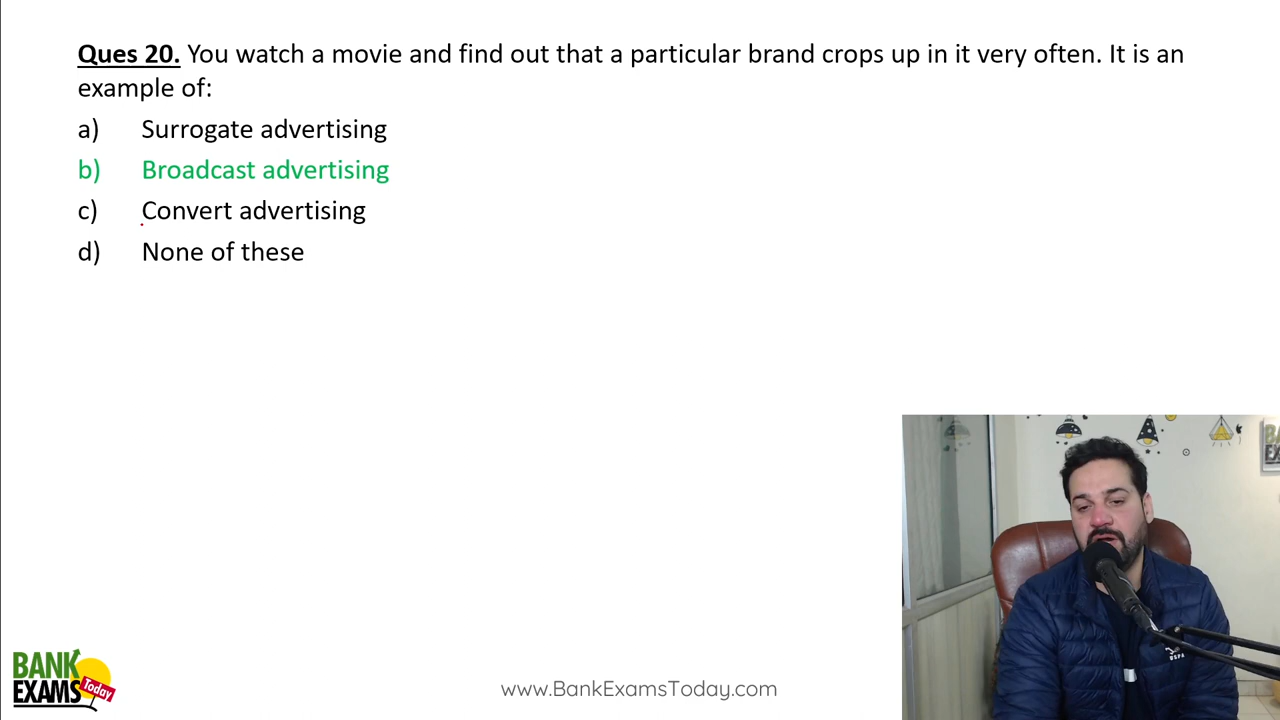 Ques 20. You watch a movie and find out that a particular brand crops up in it very often. It is an
example of:
a) Surrogate advertising
b) Broadcast advertising
c) Convert advertising
d) None of these
BANK
EXAMS
Today
www.BankExamsToday.com
USPA